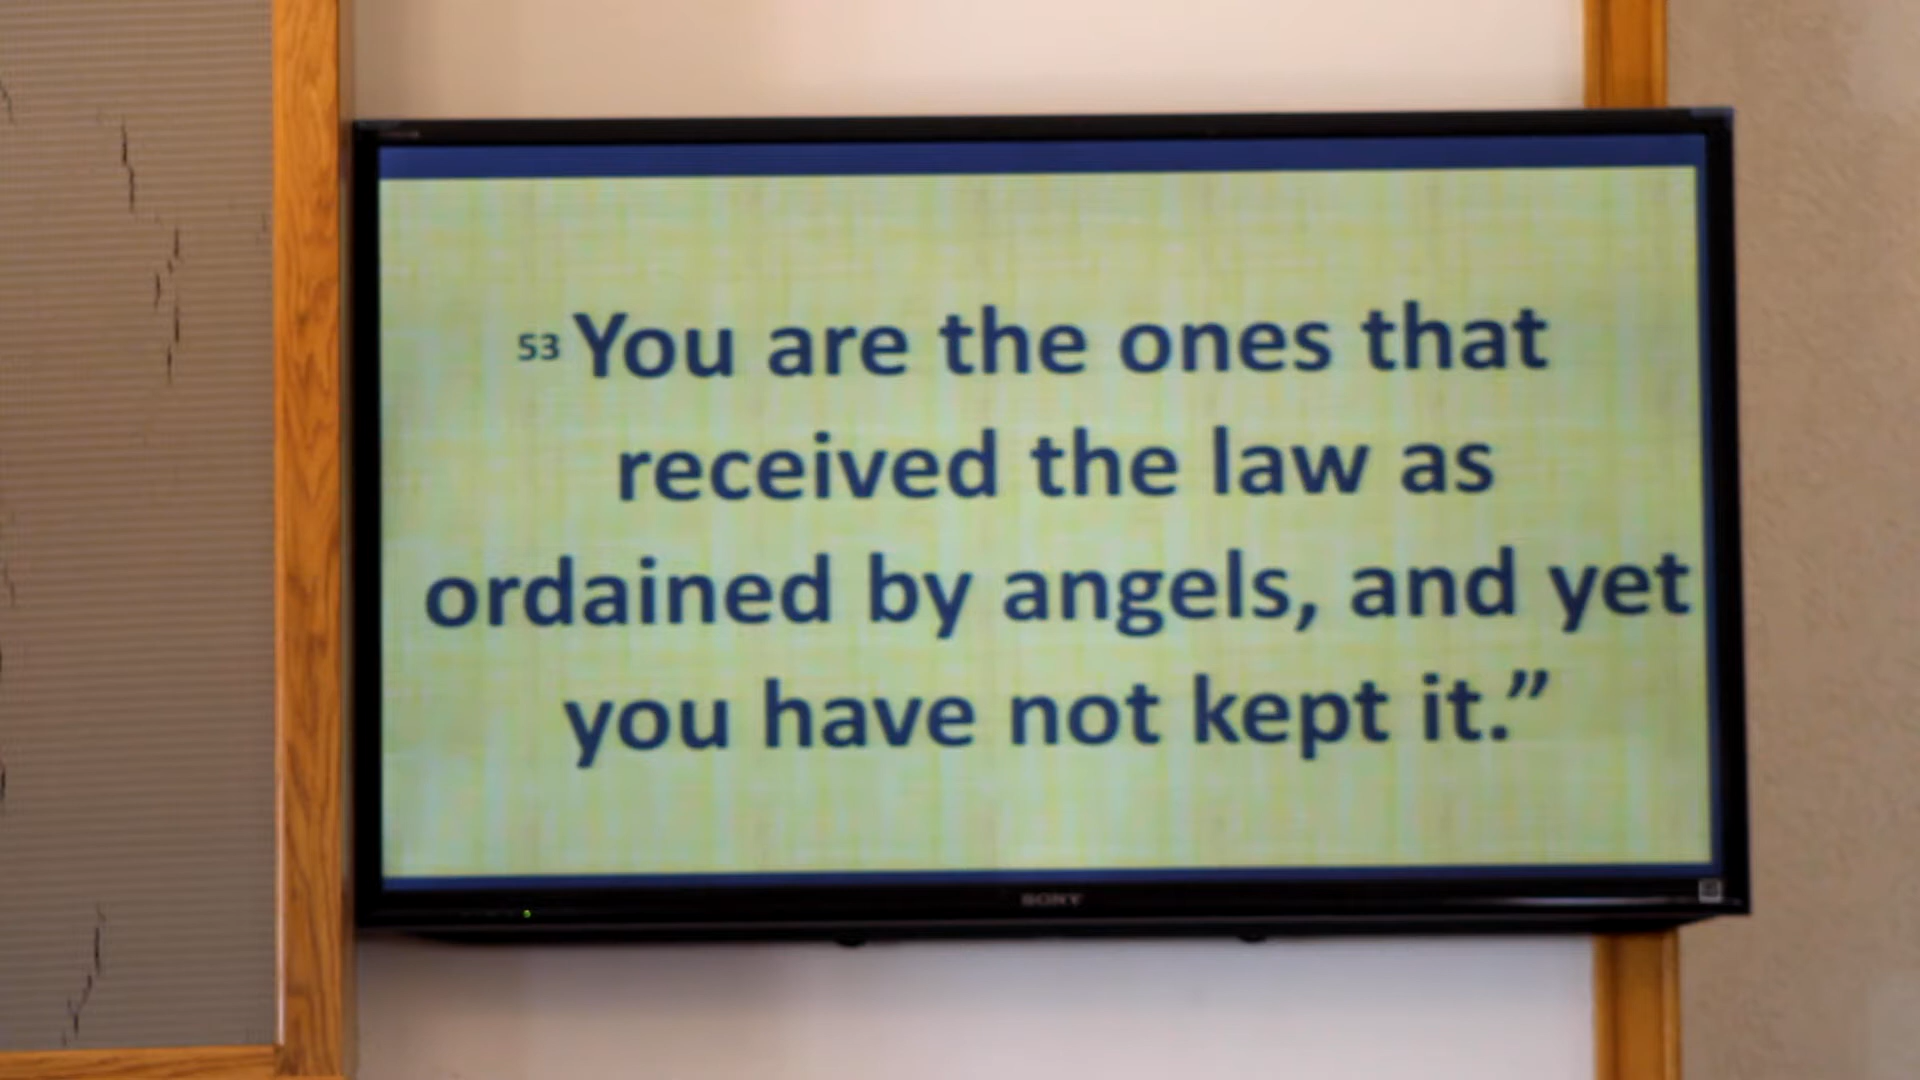 53 You are the ones that
received the law as
ordained by angels, and yet
you have not kept it.”
SONY